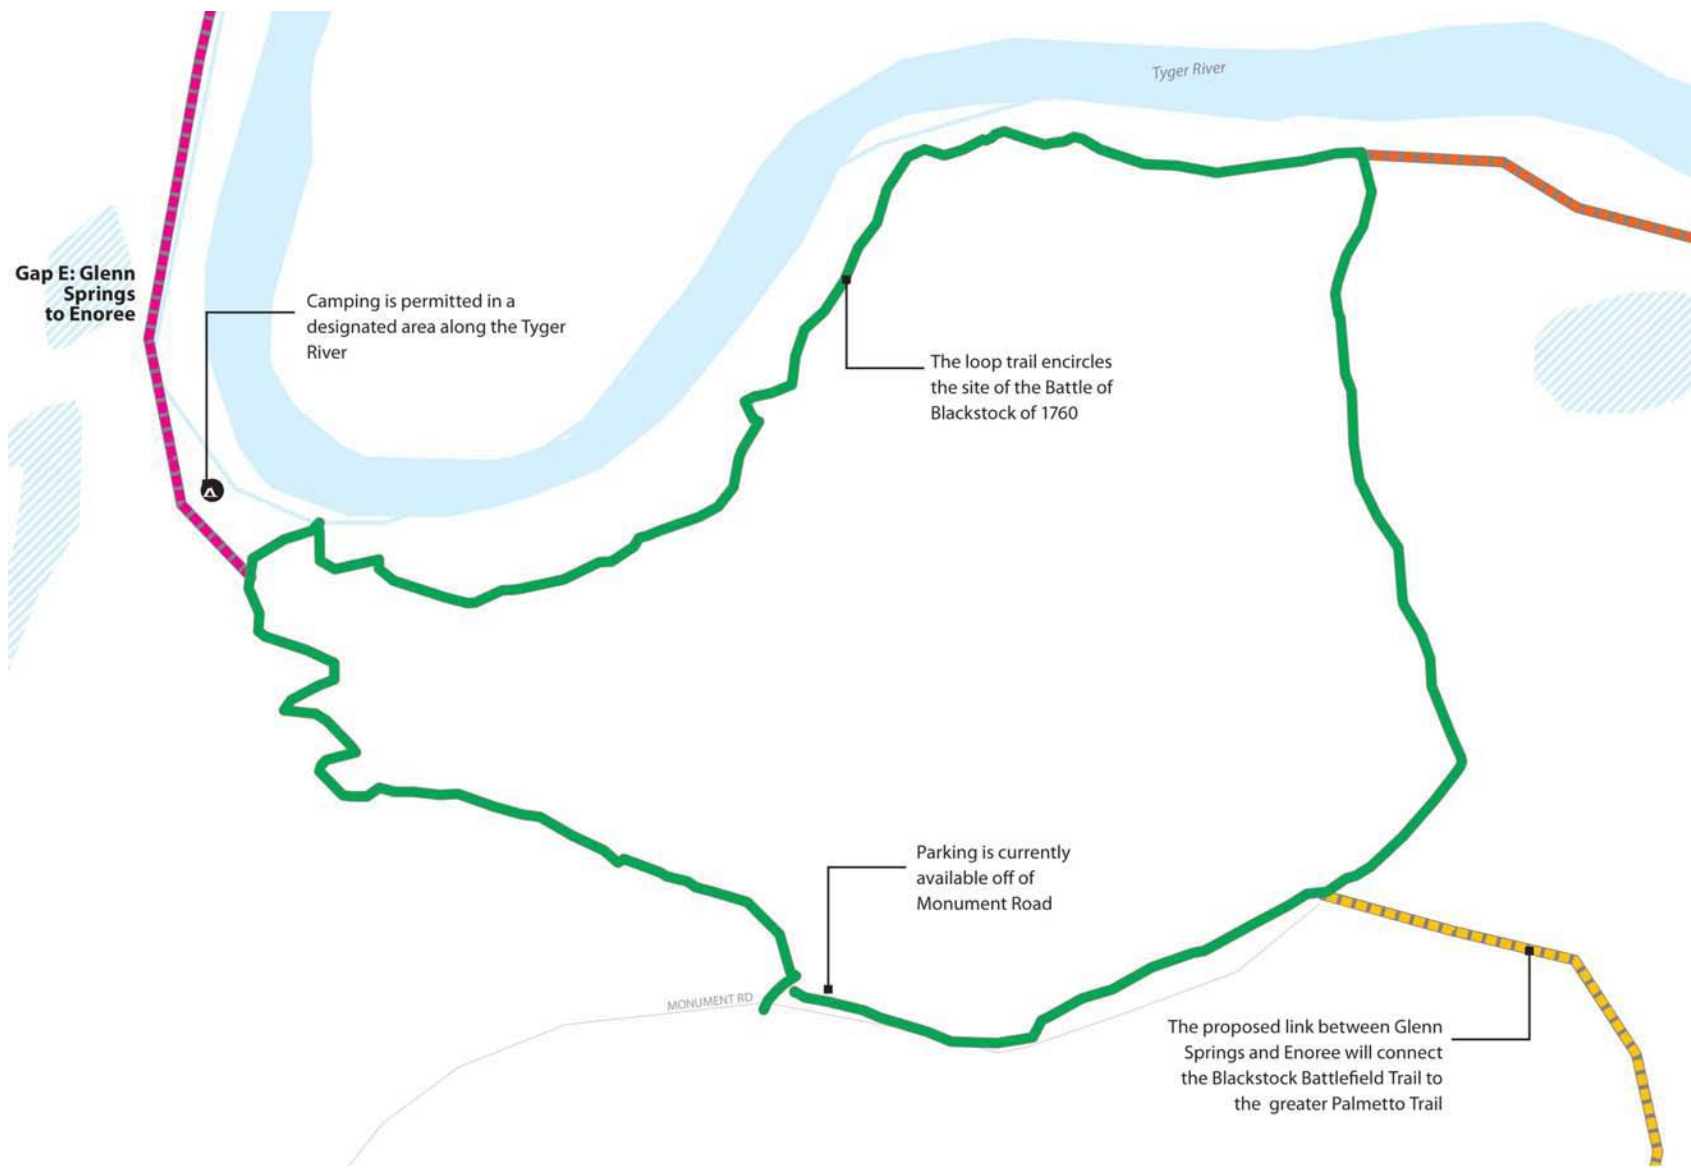 Tyger River
Gap E: Glenn
Springs
to Enoree
Camping is permitted in a
designated area along the Tyger
River
The loop trail encircles
the site of the Battle of
Blackstock of 1760
Parking is currently
available off of
Monument Road
MONUMENT RD
The proposed link between Glenn
Springs and Enoree will connect
the Blackstock Battlefield Trail to
the greater Palmetto Trail